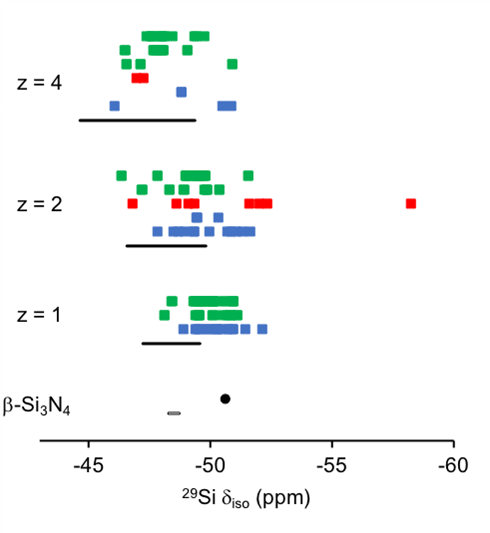 z = 4
z = 2
z = 1
β-Si₃N₄
-45 -50 -55 -60
²⁹Si δiso (ppm)